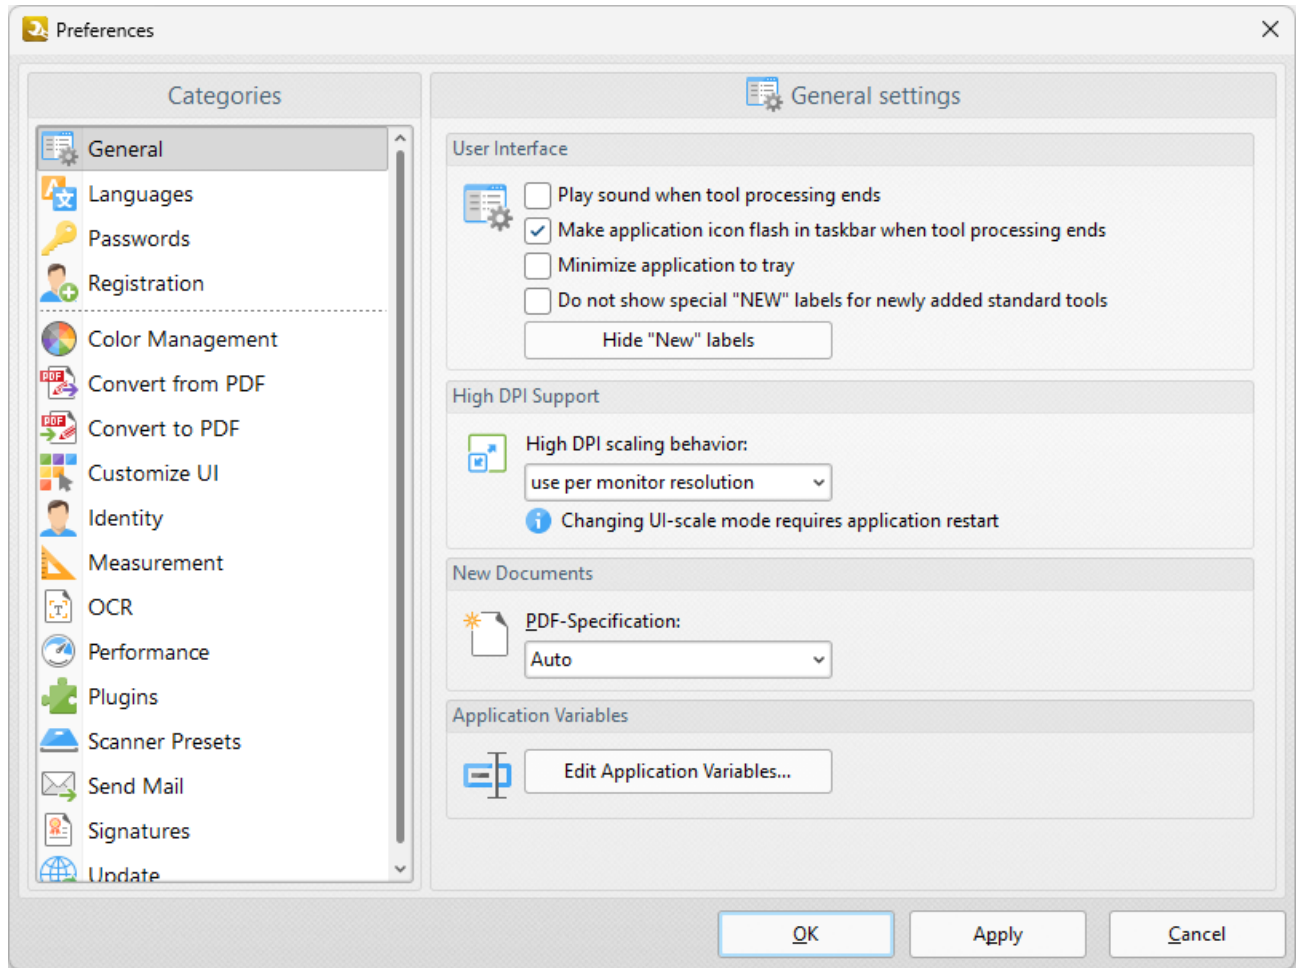 Preferences
Categories
General
Languages
Passwords
Registration
Color Management
Convert from PDF
Convert to PDF
Customize UI
Identity
Measurement
OCR
Performance
Plugins
Scanner Presets
Send Mail
Signatures
Update
General settings
User Interface
Play sound when tool processing ends
Make application icon flash in taskbar when tool processing ends
Minimize application to tray
Do not show special "NEW" labels for newly added standard tools
Hide "New" labels
High DPI Support
High DPI scaling behavior:
use per monitor resolution
Changing UI-scale mode requires application restart
New Documents
PDF-Specification:
Auto
Application Variables
Edit Application Variables...
OK
Apply
Cancel